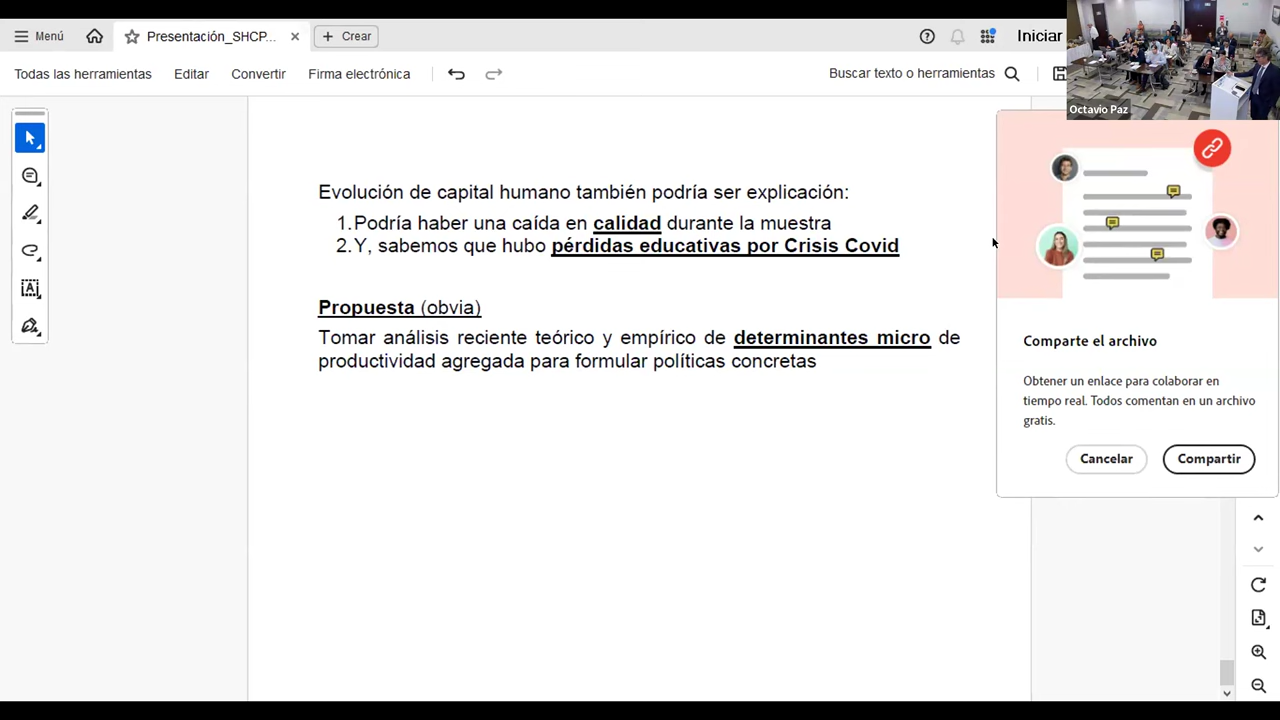 Menú
Presentación_SHCP...
Crear
Iniciar
Todas las herramientas
Editar
Convertir
Firma electrónica
Buscar texto o herramientas
Octavio Paz
Evolución de capital humano también podría ser explicación:
1. Podría haber una caída en calidad durante la muestra
2. Y, sabemos que hubo pérdidas educativas por Crisis Covid
Propuesta (obvia)
Tomar análisis reciente teórico y empírico de determinantes micro de
productividad agregada para formular políticas concretas
Comparte el archivo
Obtener un enlace para colaborar en
tiempo real. Todos comentan en un archivo
gratis.
Cancelar
Compartir